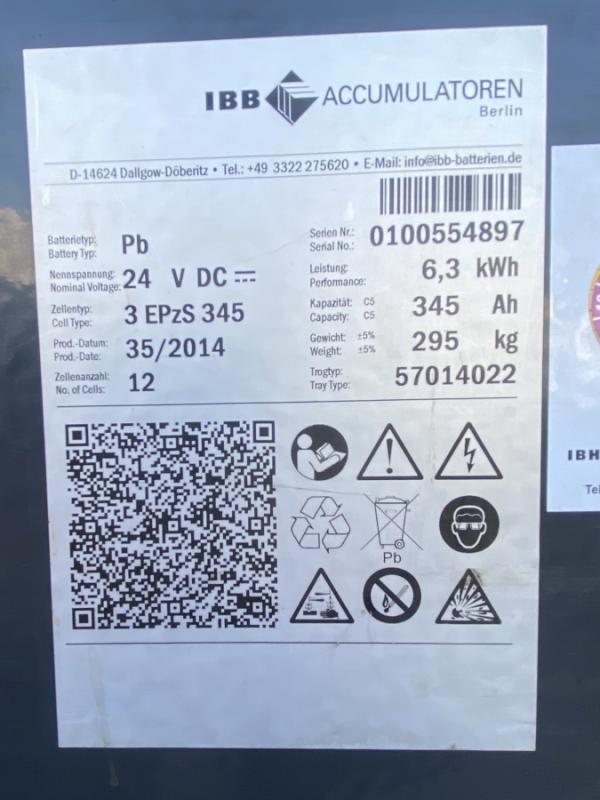 IBB ACCUMULATOREN
Berlin
D-14624 Dallgow-Döberitz • Tel.: +49 3322 275620 • E-Mail: info@ibb-batterien.de
Batterietyp: Pb
Battery Typ:
Serien Nr.: 0100554897
Serial No.:
Nennspannung: 24 V DC
Nominal Voltage:
Leistung: 6,3 kWh
Performance:
Zellentyp: 3 EPzS 345
Cell Type:
Kapazität: C5 345 Ah
Capacity: C5
Prod.-Datum: 35/2014
Prod.-Date:
Gewicht: ±5% 295 kg
Weight: ±5%
Zellenanzahl: 12
No. of Cells:
Trogtyp: 57014022
Tray Type:
Pb
IBH
Tel